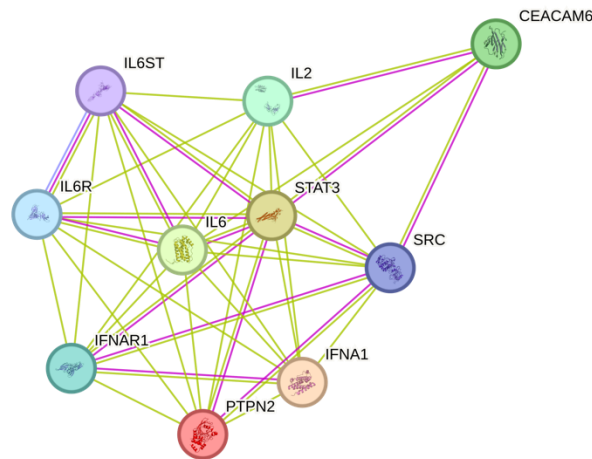 CEACAM6
IL6ST
IL2
IL6R
STAT3
IL6
SRC
IFNAR1
IFNA1
PTPN2